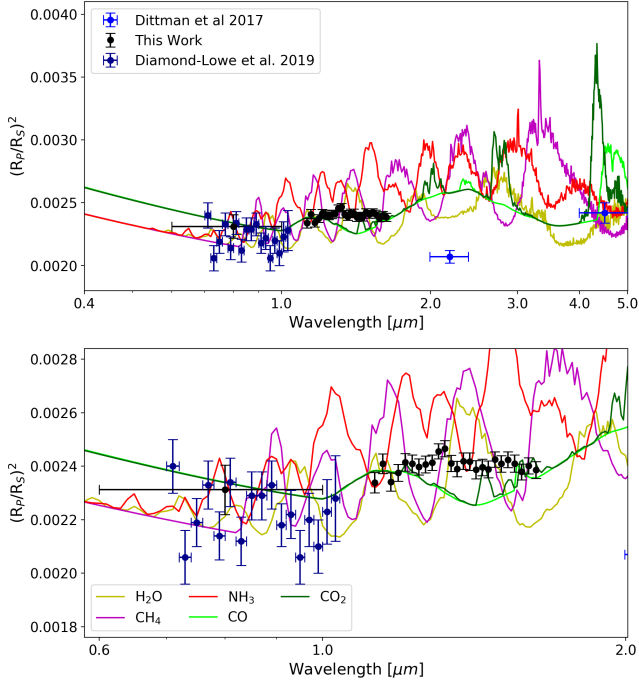 0.0040
0.0035
0.0030
0.0025
0.0020
(R_P/R_S)²
Dittman et al 2017
This Work
Diamond-Lowe et al. 2019
0.4 1.0 2.0 3.0 4.0 5.0
Wavelength [μm]
0.0028
0.0026
0.0024
0.0022
0.0020
0.0018
(R_P/R_S)²
H₂O NH₃ CO₂
CH₄ CO
0.6 1.0 2.0
Wavelength [μm]